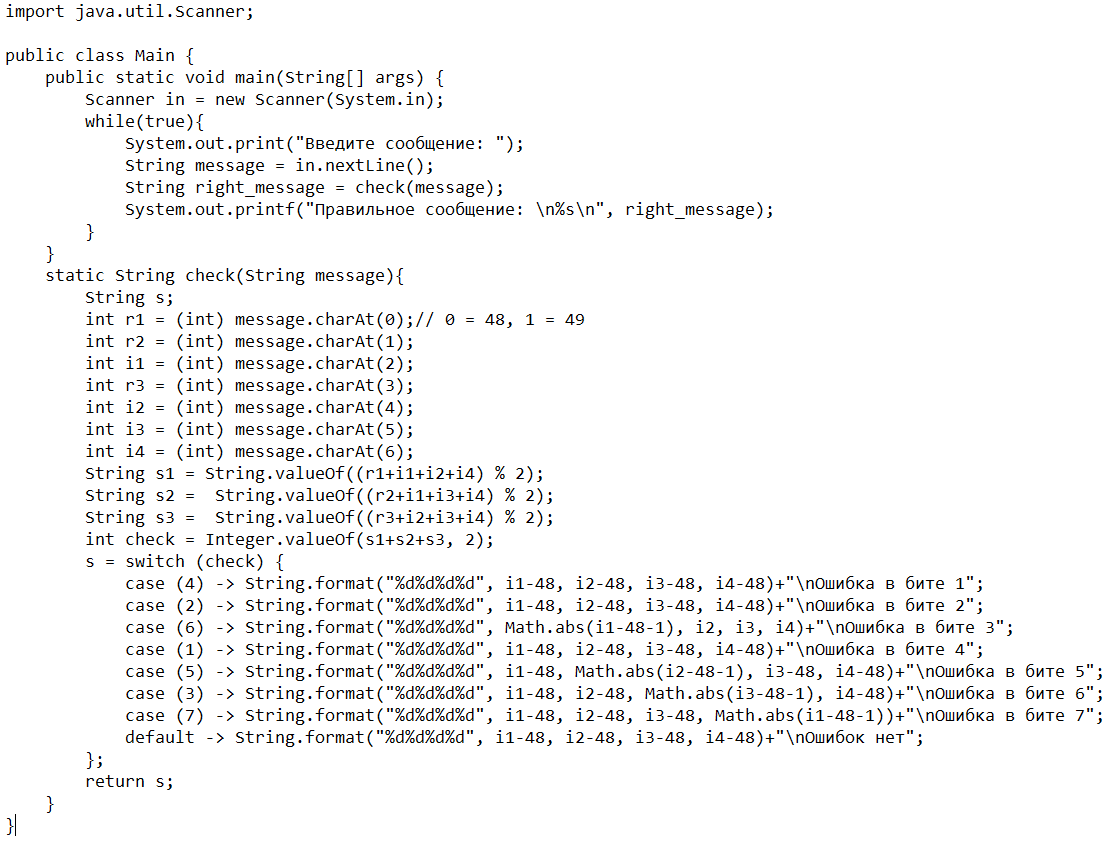 import java.util.Scanner;

public class Main {
    public static void main(String[] args) {
        Scanner in = new Scanner(System.in);
        while(true){
            System.out.print("Введите сообщение: ");
            String message = in.nextLine();
            String right_message = check(message);
            System.out.printf("Правильное сообщение: \n%s\n", right_message);
        }
    }
    static String check(String message){
        String s;
        int r1 = (int) message.charAt(0);// 0 = 48, 1 = 49
        int r2 = (int) message.charAt(1);
        int i1 = (int) message.charAt(2);
        int r3 = (int) message.charAt(3);
        int i2 = (int) message.charAt(4);
        int i3 = (int) message.charAt(5);
        int i4 = (int) message.charAt(6);
        String s1 = String.valueOf((r1+i1+i2+i4) % 2);
        String s2 =  String.valueOf((r2+i1+i3+i4) % 2);
        String s3 =  String.valueOf((r3+i2+i3+i4) % 2);
        int check = Integer.valueOf(s1+s2+s3, 2);
        s = switch (check) {
            case (4) -> String.format("%d%d%d%d", i1-48, i2-48, i3-48, i4-48)+"\nОшибка в бите 1";
            case (2) -> String.format("%d%d%d%d", i1-48, i2-48, i3-48, i4-48)+"\nОшибка в бите 2";
            case (6) -> String.format("%d%d%d%d", Math.abs(i1-48-1), i2, i3, i4)+"\nОшибка в бите 3";
            case (1) -> String.format("%d%d%d%d", i1-48, i2-48, i3-48, i4-48)+"\nОшибка в бите 4";
            case (5) -> String.format("%d%d%d%d", i1-48, Math.abs(i2-48-1), i3-48, i4-48)+"\nОшибка в бите 5";
            case (3) -> String.format("%d%d%d%d", i1-48, i2-48, Math.abs(i3-48-1), i4-48)+"\nОшибка в бите 6";
            case (7) -> String.format("%d%d%d%d", i1-48, i2-48, i3-48, Math.abs(i1-48-1))+"\nОшибка в бите 7";
            default -> String.format("%d%d%d%d", i1-48, i2-48, i3-48, i4-48)+"\nОшибок нет";
        };
        return s;
    }
}